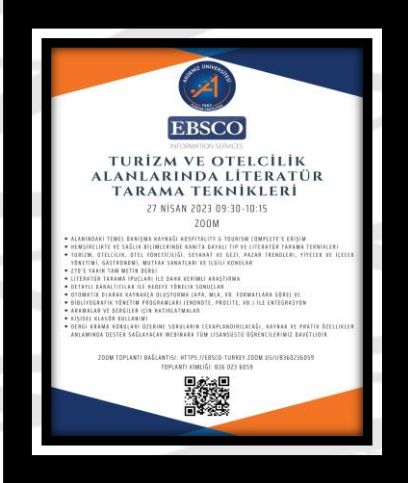 AKDENİZ ÜNİVERSİTESİ
1982
EBSCO
INFORMATION SERVICES
TURİZM VE OTELCİLİK
ALANLARINDA LİTERATÜR
TARAMA TEKNİKLERİ
27 NİSAN 2023 09:30-10:15
ZOOM
• ALANINDAKİ TEMEL DANIŞMA KAYNAĞI HOSPITALITY & TOURISM COMPLETE'E ERİŞİM
• HEMŞİRELİKTE VE SAĞLIK BİLİMLERİNDE KANITA DAYALI TIP VE LİTERATÜR TARAMA TEKNİKLERİ
• TURİZM, OTELCİLİK, OTEL YÖNETİCİLİĞİ, SEYAHAT VE GEZİ, PAZAR TRENDLERİ, YİYECEK VE İÇECEK
YÖNETİMİ, GASTRONOMİ, MUTFAK SANATLARI VE İLGİLİ KONULAR
• 270'E YAKIN TAM METİN DERGİ
• LİTERATÜR TARAMA İPUÇLARI İLE DAHA VERİMLİ ARAŞTIRMA
• DETAYLI DARALTICILAR İLE HEDEFE YÖNELİK SONUÇLAR
• OTOMATİK OLARAK KAYNAKÇA OLUŞTURMA (APA, MLA, VB. FORMATLARA GÖRE) VE
• BİBLİYOGRAFİK YÖNETİM PROGRAMLARI (ENDNOTE, PROCITE, VB.) İLE ENTEGRASYON
• ARAMALAR VE DERGİLER İÇİN HATIRLATMALAR
• KİŞİSEL KLASÖR KULLANIMI
• DERGİ ARAMA KONULARI ÜZERİNE SORULARIN CEVAPLANDIRILACAĞI, KAYNAK VE PRATİK ÖZELLİKLER
ANLAMINDA DESTEK SAĞLAYACAK WEBINARA TÜM LİSANSÜSTÜ ÖĞRENCİLERİMİZ DAVETLİDİR.
ZOOM TOPLANTI BAĞLANTISI: HTTPS://EBSCO-TURKEY.ZOOM.US/J/8360236059
TOPLANTI KİMLİĞİ: 836 023 6059